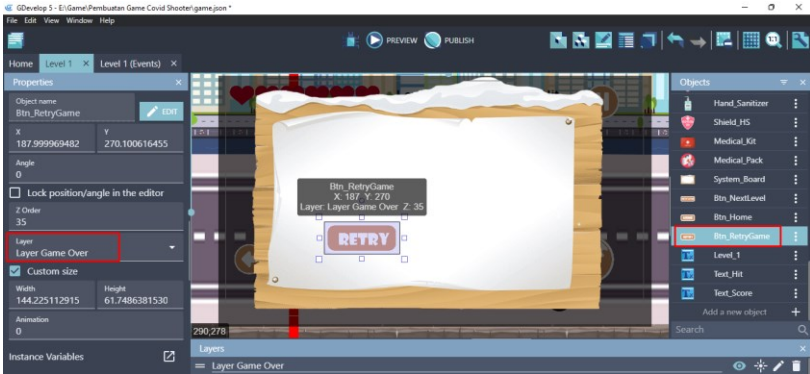 GDevelop 5 - E:\Game\Pembuatan Game Covid Shooter\game.json *
File Edit View Window Help
PREVIEW PUBLISH
1:1
Home Level 1 × Level 1 (Events) ×
Properties ×
Object name
Btn_RetryGame
EDIT
X Y
187.999969482 270.100616455
Angle
0
Lock position/angle in the editor
Z Order
35
Layer
Layer Game Over
Custom size
Width Height
144.225112915 61.7486381530
Animation
0
Instance Variables
Btn_RetryGame
X: 187 Y: 270
Layer: Layer Game Over Z: 35
RETRY
290;278
Layers ×
Layer Game Over
Objects ×
Hand_Sanitizer
Shield_HS
Medical_Kit
Medical_Pack
System_Board
Btn_NextLevel
Btn_Home
Btn_RetryGame
Level_1
Text_Hit
Text_Score
Add a new object +
Search